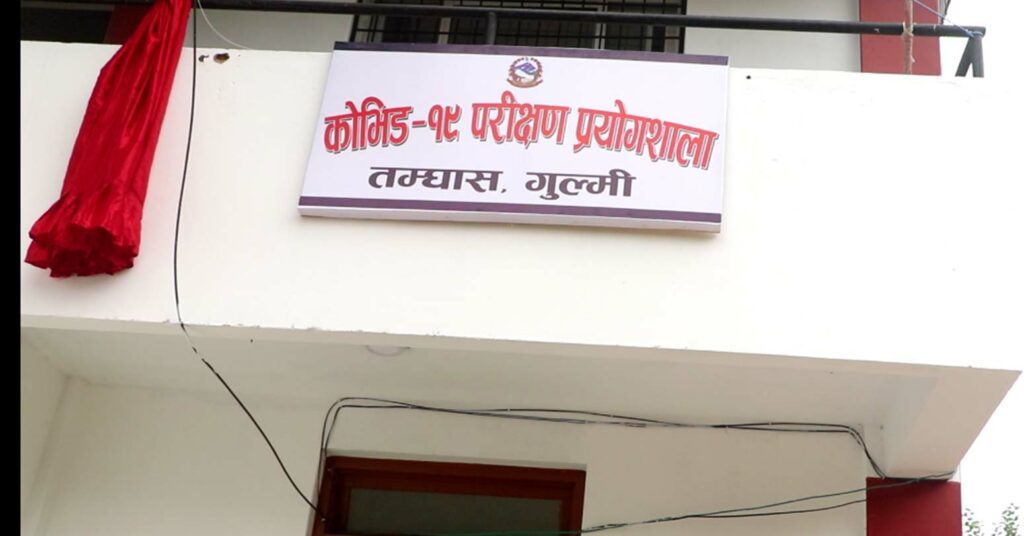 कोभिड-१९ परीक्षण प्रयोगशाला
तम्घास, गुल्मी